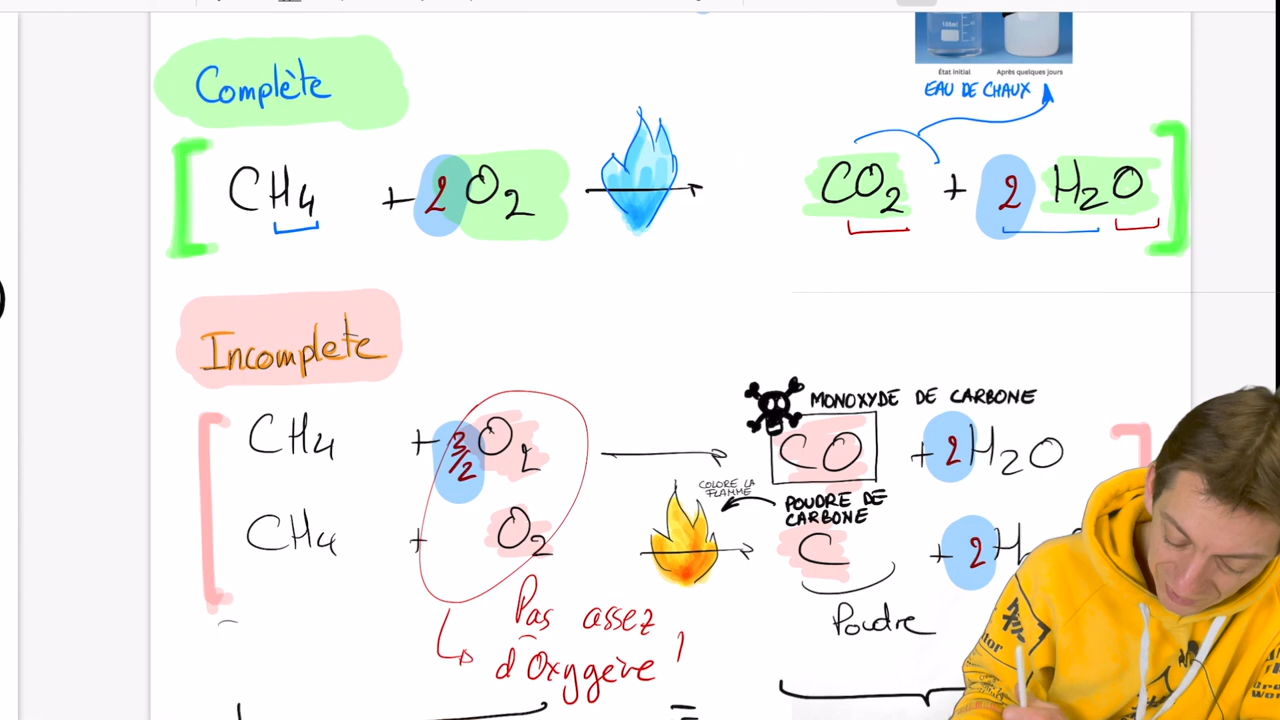 100ml
État initial Après quelques jours
EAU DE CHAUX
Complète
CH4 + 2 O2 → CO2 + 2 H2O
Incomplète
MONOXYDE DE CARBONE
CH4 + 3/2 O2 → CO + 2 H2O
COLORE LA
FLAMME
POUDRE DE
CARBONE
CH4 + O2 → C + 2 H
Poudre
Pas assez
d'Oxygène !